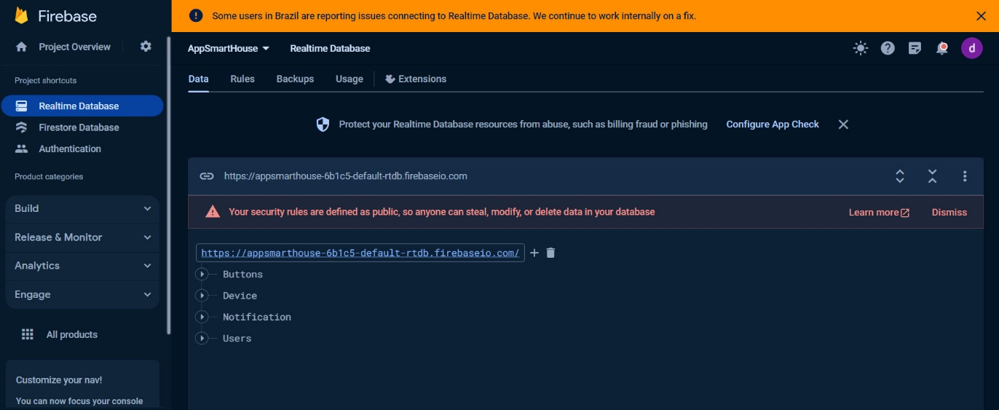 Firebase
Some users in Brazil are reporting issues connecting to Realtime Database. We continue to work internally on a fix.
Project Overview
AppSmartHouse
Realtime Database
d
Project shortcuts
Data
Rules
Backups
Usage
Extensions
Realtime Database
Firestore Database
Authentication
Protect your Realtime Database resources from abuse, such as billing fraud or phishing
Configure App Check
Product categories
https://appsmarthouse-6b1c5-default-rtdb.firebaseio.com
Build
Your security rules are defined as public, so anyone can steal, modify, or delete data in your database
Learn more
Dismiss
Release & Monitor
https://appsmarthouse-6b1c5-default-rtdb.firebaseio.com/
Analytics
Buttons
Engage
Device
Notification
All products
Users
Customize your nav!
You can now focus your console